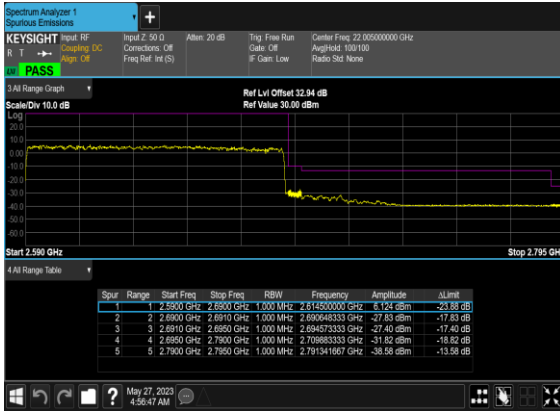 Spectrum Analyzer 1
Spurious Emissions
+
KEYSIGHT Input: RF Input Z: 50 Ω Atten: 20 dB Trig: Free Run Center Freq: 22.005000000 GHz
R T Coupling: DC Corrections: Off Gate: Off Avg|Hold: 100/100
Align: Off Freq Ref: Int (S) IF Gain: Low Radio Std: None
PASS
3 All Range Graph
Ref Lvl Offset 32.94 dB
Scale/Div 10.0 dB Ref Value 30.00 dBm
Log
20.0
10.0
0.00
-10.0
-20.0
-30.0
-40.0
-50.0
-60.0
Start 2.590 GHz Stop 2.795 GH
4 All Range Table
Spur Range Start Freq Stop Freq RBW Frequency Amplitude ΔLimit
1 1 2.5900 GHz 2.6900 GHz 1.000 MHz 2.614500000 GHz 6.124 dBm -23.88 dB
2 2 2.6900 GHz 2.6910 GHz 1.000 MHz 2.690648333 GHz -27.83 dBm -17.83 dB
3 3 2.6910 GHz 2.6950 GHz 1.000 MHz 2.694573333 GHz -27.40 dBm -17.40 dB
4 4 2.6950 GHz 2.7900 GHz 1.000 MHz 2.709883333 GHz -31.82 dBm -18.82 dB
5 5 2.7900 GHz 2.7950 GHz 1.000 MHz 2.791341667 GHz -38.58 dBm -13.58 dB
? May 27, 2023
4:56:47 AM